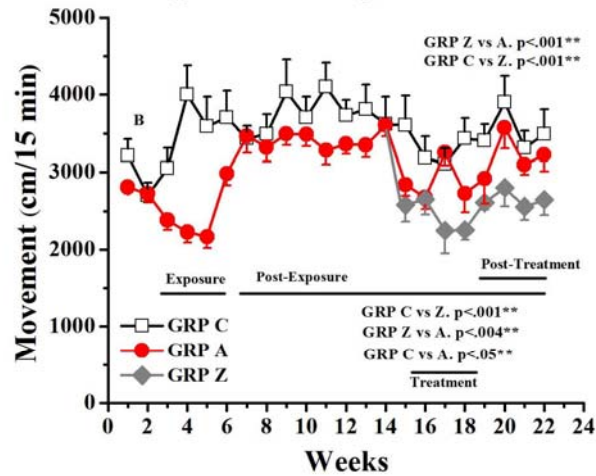 GRP Z vs A. p<.001**
GRP C vs Z. p<.001**
B
5000
4000
3000
2000
1000
0
Movement (cm/15 min)
Exposure
Post-Exposure
Post-Treatment
GRP C vs Z. p<.001**
GRP Z vs A. p<.004**
GRP C vs A. p<.05**
Treatment
GRP C
GRP A
GRP Z
0 2 4 6 8 10 12 14 16 18 20 22 24
Weeks